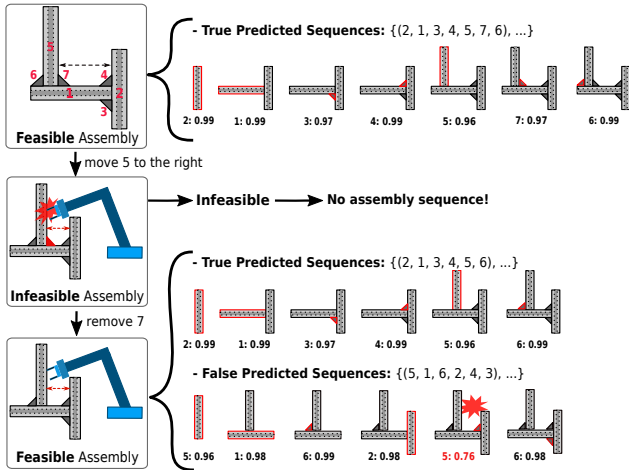 - True Predicted Sequences: {(2, 1, 3, 4, 5, 7, 6), ...}
5
6
7
4
1
2
3
Feasible Assembly
2: 0.99
1: 0.99
3: 0.97
4: 0.99
5: 0.96
7: 0.97
6: 0.99
move 5 to the right
Infeasible
No assembly sequence!
Infeasible Assembly
- True Predicted Sequences: {(2, 1, 3, 4, 5, 6), ...}
2: 0.99
1: 0.99
3: 0.97
4: 0.99
5: 0.96
6: 0.99
remove 7
- False Predicted Sequences: {(5, 1, 6, 2, 4, 3), ...}
5: 0.96
1: 0.98
6: 0.99
2: 0.98
5: 0.76
6: 0.98
Feasible Assembly